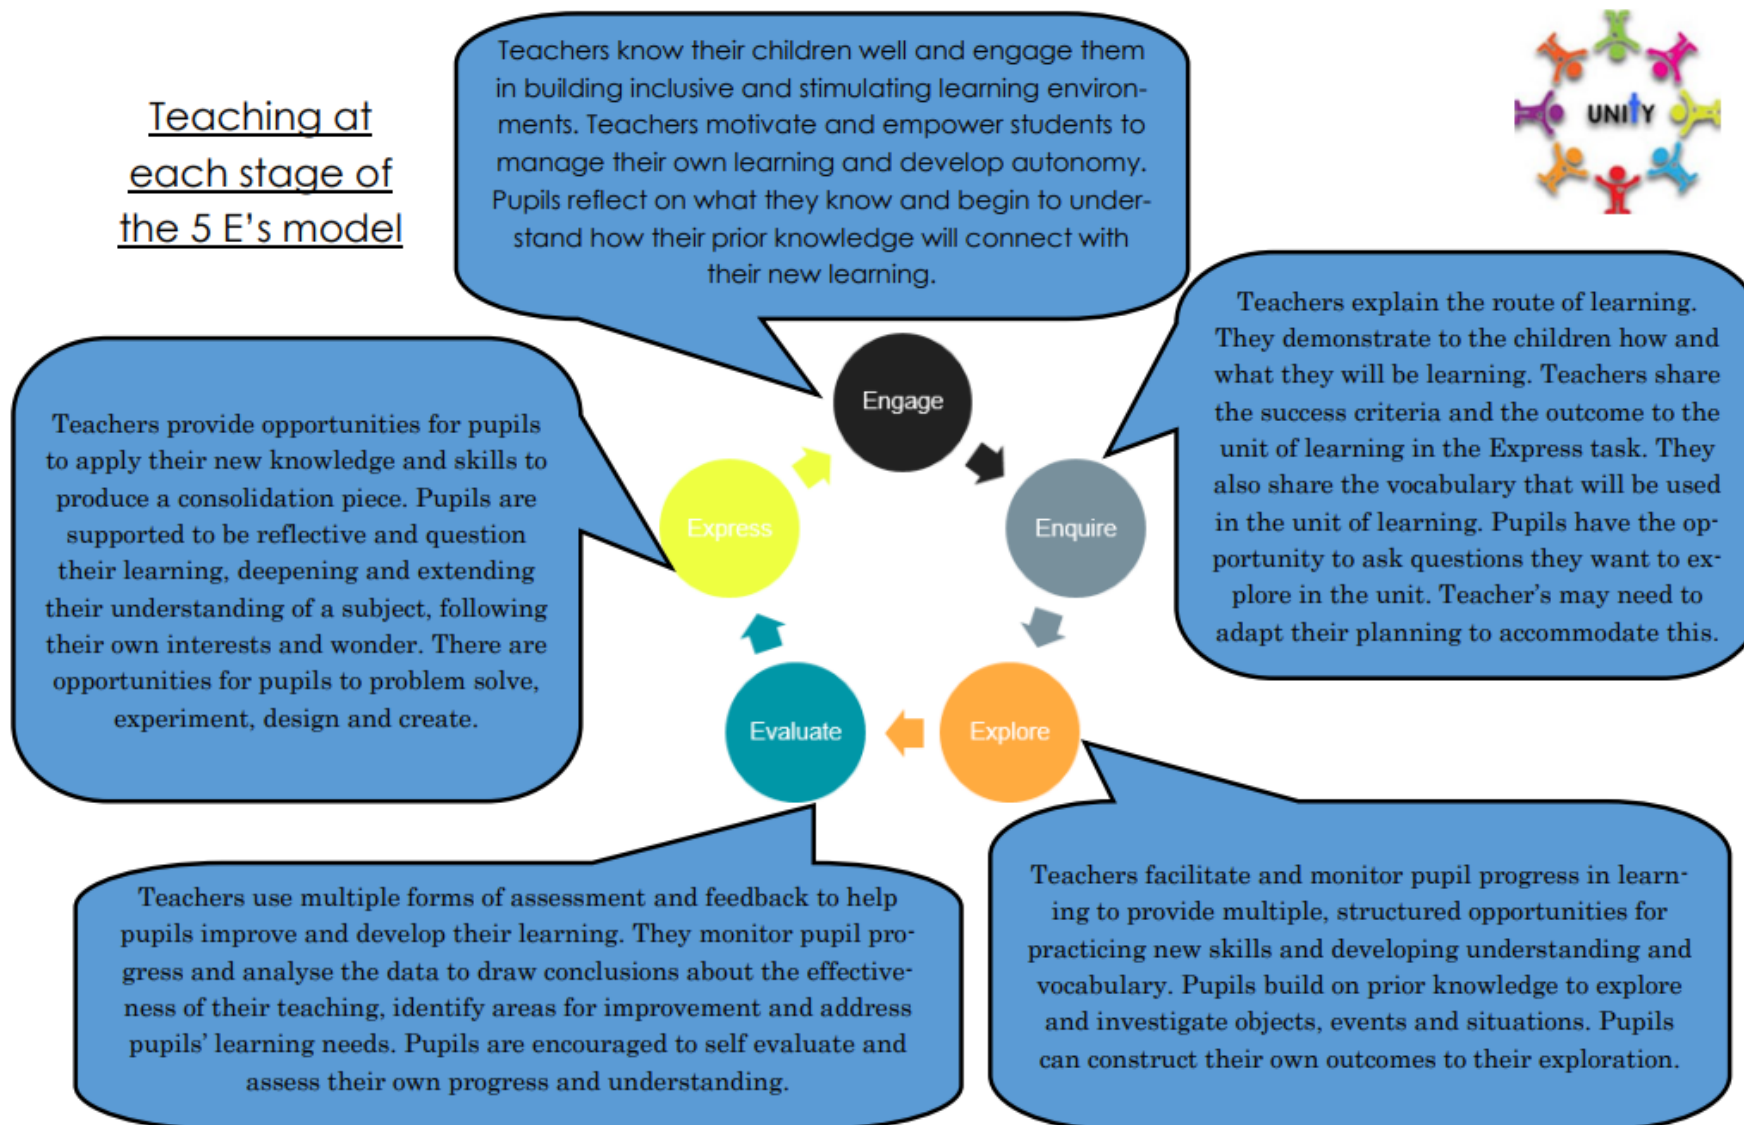 Teaching at
each stage of
the 5 E's model
Teachers know their children well and engage them
in building inclusive and stimulating learning environ-
ments. Teachers motivate and empower students to
manage their own learning and develop autonomy.
Pupils reflect on what they know and begin to under-
stand how their prior knowledge will connect with
their new learning.
UNITY
Teachers explain the route of learning.
They demonstrate to the children how and
what they will be learning. Teachers share
the success criteria and the outcome to the
unit of learning in the Express task. They
also share the vocabulary that will be used
in the unit of learning. Pupils have the op-
portunity to ask questions they want to ex-
plore in the unit. Teacher's may need to
adapt their planning to accommodate this.
Teachers provide opportunities for pupils
to apply their new knowledge and skills to
produce a consolidation piece. Pupils are
supported to be reflective and question
their learning, deepening and extending
their understanding of a subject, following
their own interests and wonder. There are
opportunities for pupils to problem solve,
experiment, design and create.
Engage
Express
Enquire
Evaluate
Explore
Teachers use multiple forms of assessment and feedback to help
pupils improve and develop their learning. They monitor pupil pro-
gress and analyse the data to draw conclusions about the effective-
ness of their teaching, identify areas for improvement and address
pupils' learning needs. Pupils are encouraged to self evaluate and
assess their own progress and understanding.
Teachers facilitate and monitor pupil progress in learn-
ing to provide multiple, structured opportunities for
practicing new skills and developing understanding and
vocabulary. Pupils build on prior knowledge to explore
and investigate objects, events and situations. Pupils
can construct their own outcomes to their exploration.